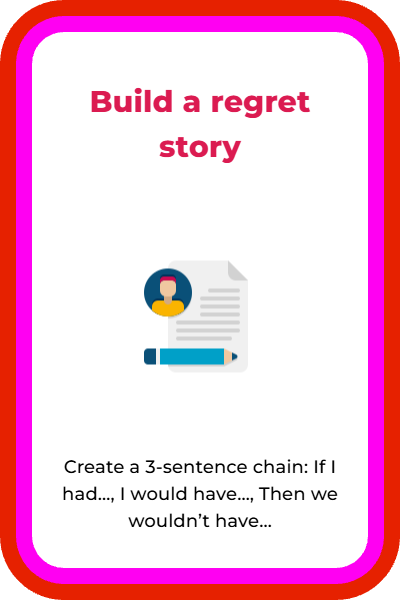 Build a regret
story
Create a 3-sentence chain: If I
had..., I would have..., Then we
wouldn’t have...